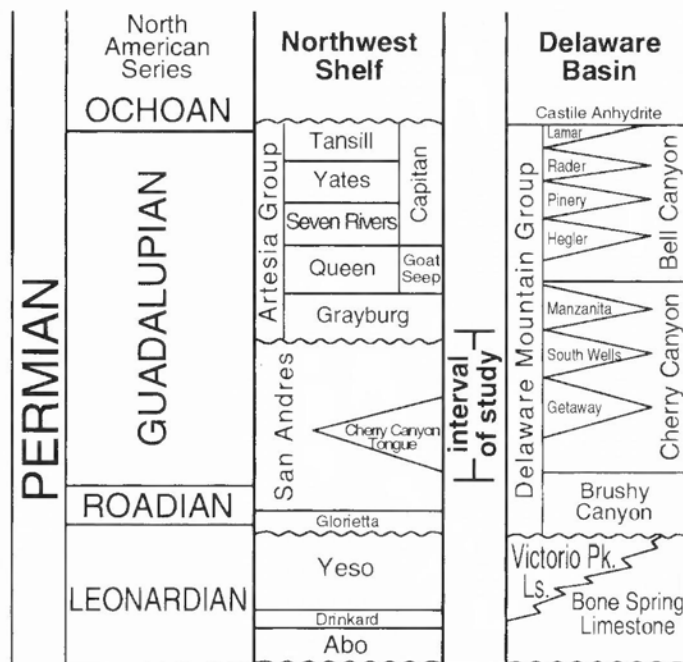 PERMIAN
North
American
Series
OCHOAN
GUADALUPIAN
ROADIAN
LEONARDIAN
Northwest
Shelf
Artesia Group
Tansill
Yates
Seven Rivers
Capitan
Queen
Goat
Seep
Grayburg
San Andres
Cherry Canyon
Tongue
Glorietta
Yeso
Drinkard
Abo
interval
of study
Delaware
Basin
Castile Anhydrite
Delaware Mountain Group
Lamar
Rader
Pinery
Hegler
Bell Canyon
Manzanita
South Wells
Getaway
Cherry Canyon
Brushy
Canyon
Victorio Pk.
Ls.
Bone Spring
Limestone